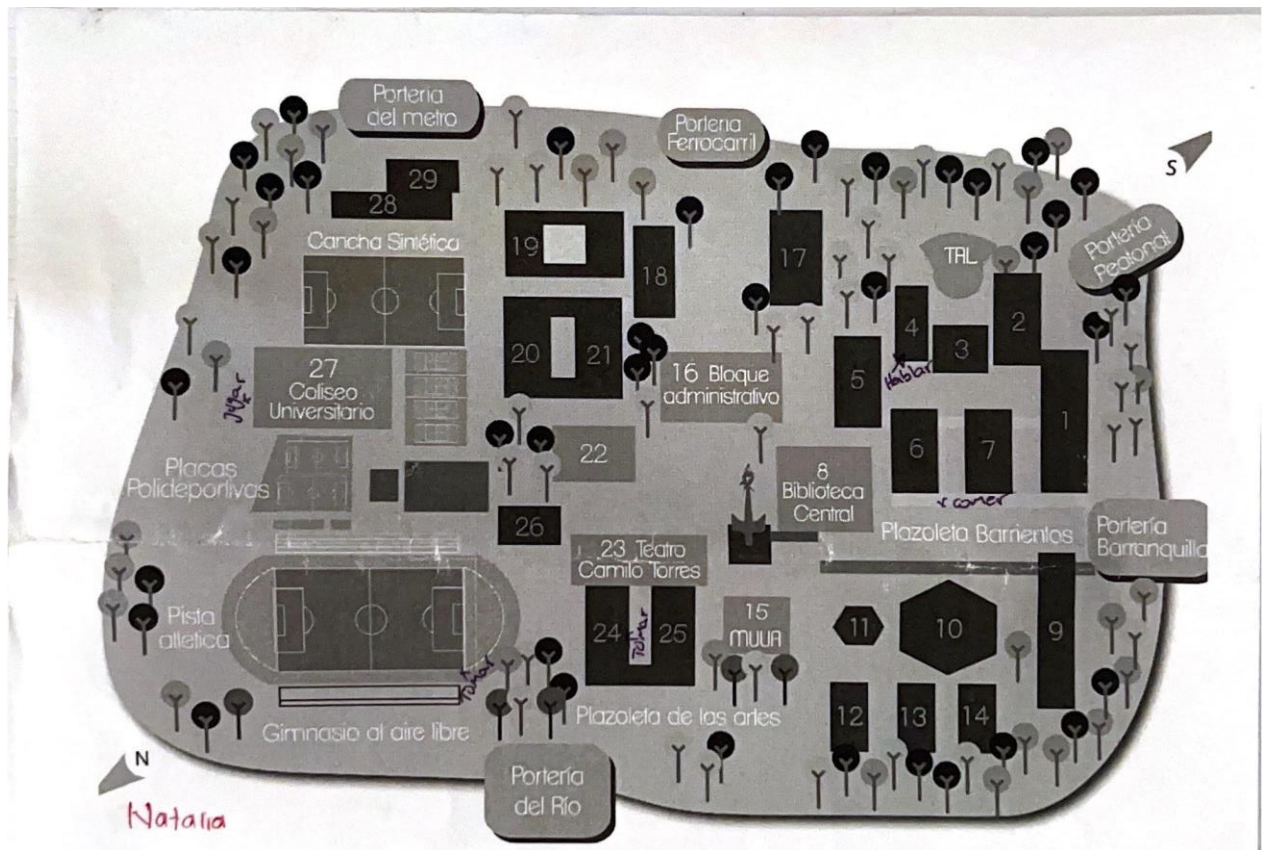 Portería
del metro
Portería
Ferrocarril
S
Portería
Peatonal
29
28
Cancha Sintética
19
18
17
TRL
4
3
2
20
21
27
Coliseo
Universitario
Jugar
16 Bloque
administrativo
5
Hablar
1
6
7
22
Placas
Polideportivas
8
Biblioteca
Central
x comer
26
Plazoleta Barrientos
Portería
Barranquilla
23 Teatro
Camilo Torres
Pista
atlética
24
Tomar
25
15
MUUA
11
10
9
Tomar
12
13
14
Plazoleta de las artes
Gimnasio al aire libre
N
Portería
del Río
Natalia